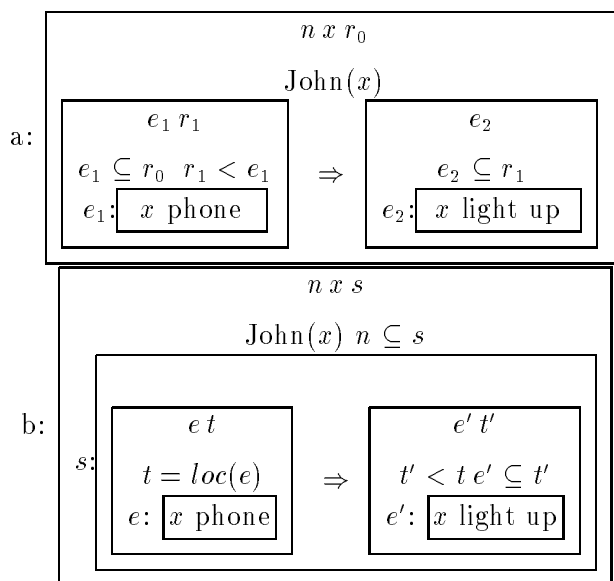 n x r₀
John(x)
a:
e₁ r₁
e₁ ⊆ r₀ r₁ < e₁
e₁: x phone
⇒
e₂
e₂ ⊆ r₁
e₂: x light up
n x s
John(x) n ⊆ s
b:
s:
e t
t = loc(e)
e: x phone
⇒
e′ t′
t′ < t e′ ⊆ t′
e′: x light up